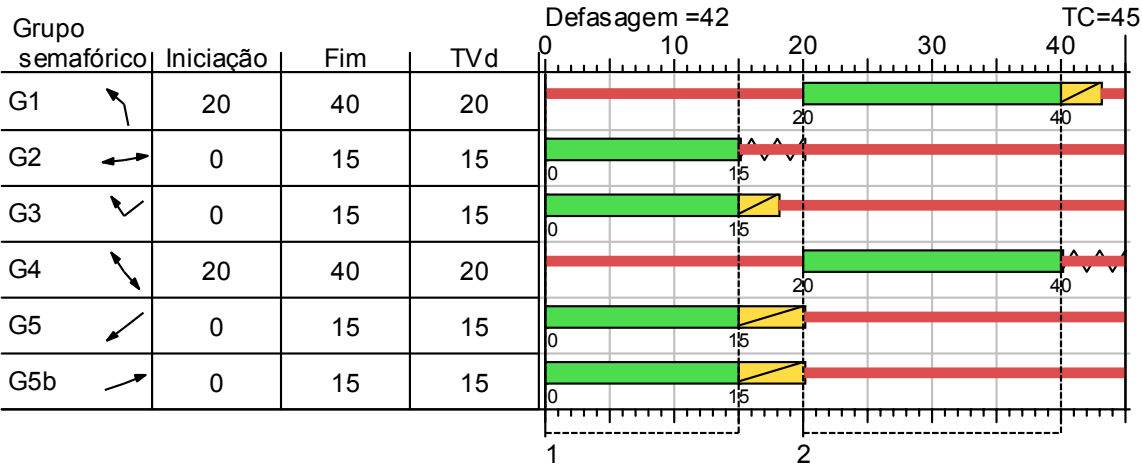 Defasagem =42 TC=45
Grupo
semafórico Iniciação Fim TVd 0 10 20 30 40
G1 20 40 20
20 40
G2 0 15 15
0 15
G3 0 15 15
0 15
G4 20 40 20
20 40
G5 0 15 15
0 15
G5b 0 15 15
0 15
1 2